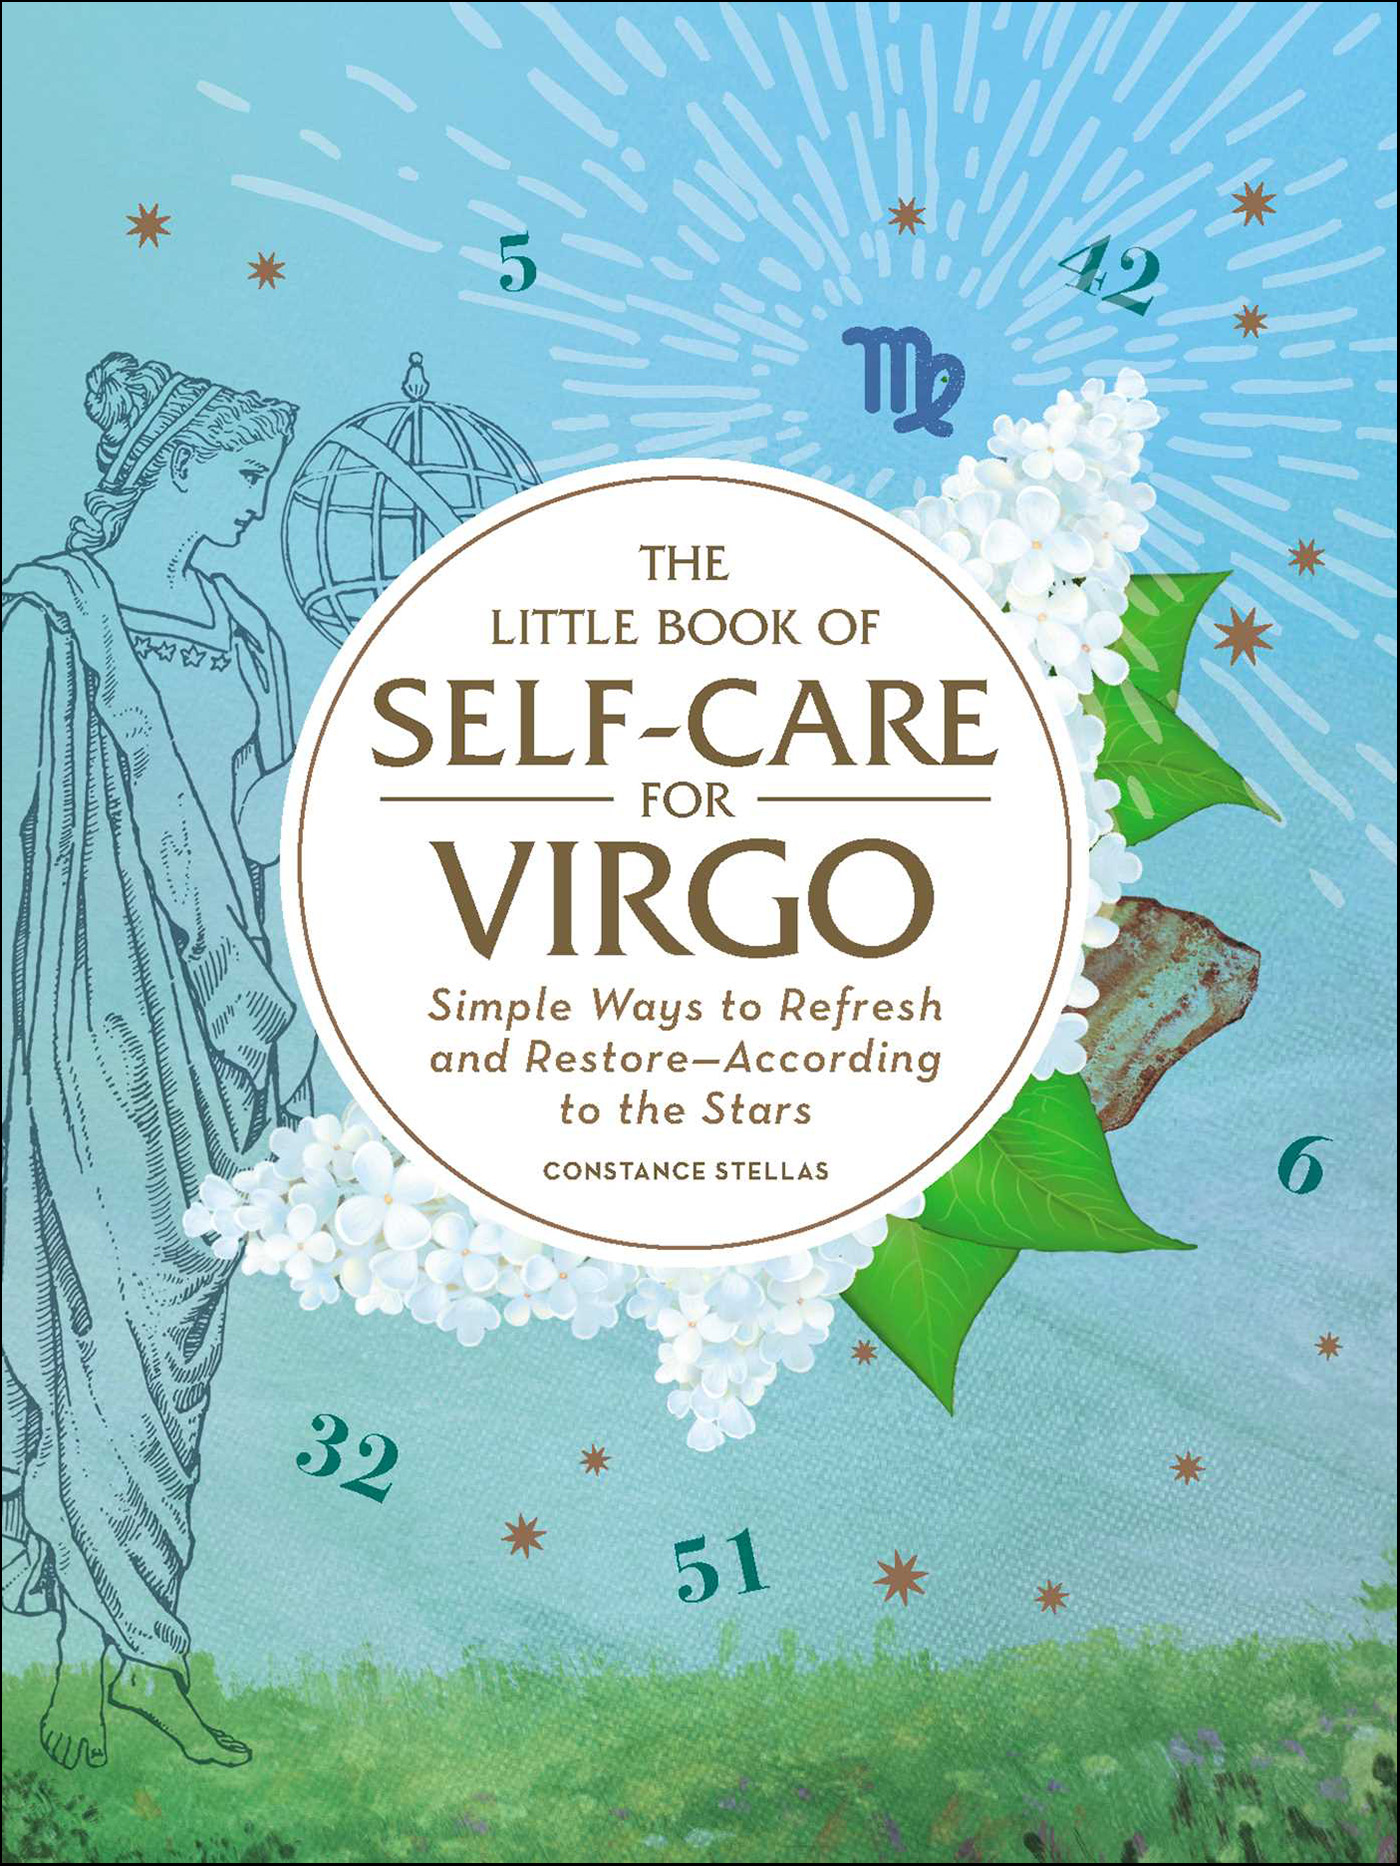 5
42
♍
THE
LITTLE BOOK OF
SELF-CARE
FOR
VIRGO
Simple Ways to Refresh
and Restore—According
to the Stars
CONSTANCE STELLAS
6
32
51